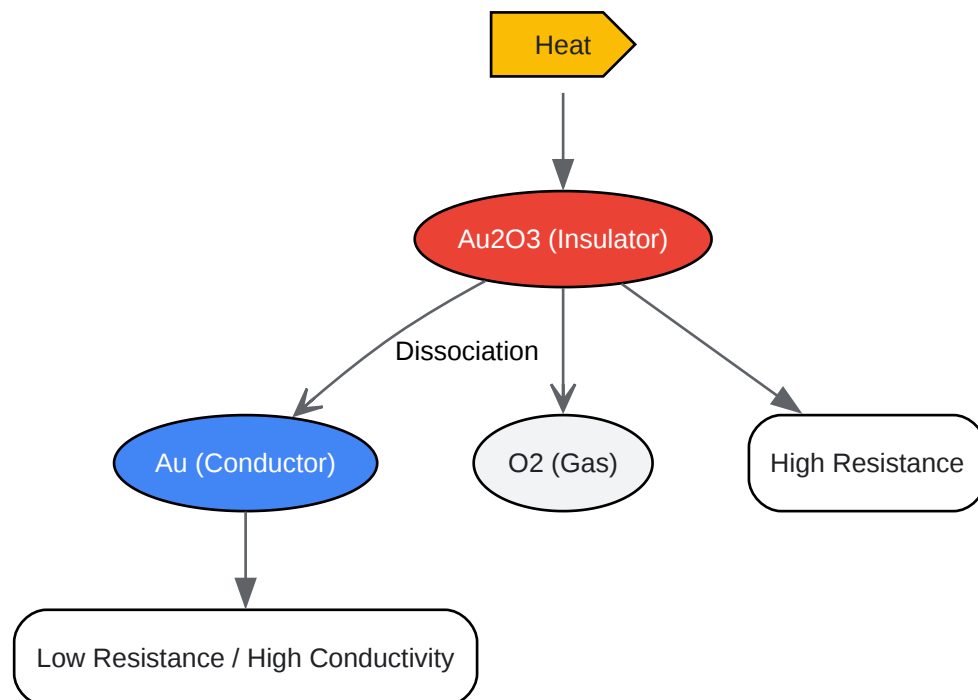 Heat
Au2O3 (Insulator)
Dissociation
Au (Conductor)
O2 (Gas)
High Resistance
Low Resistance / High Conductivity